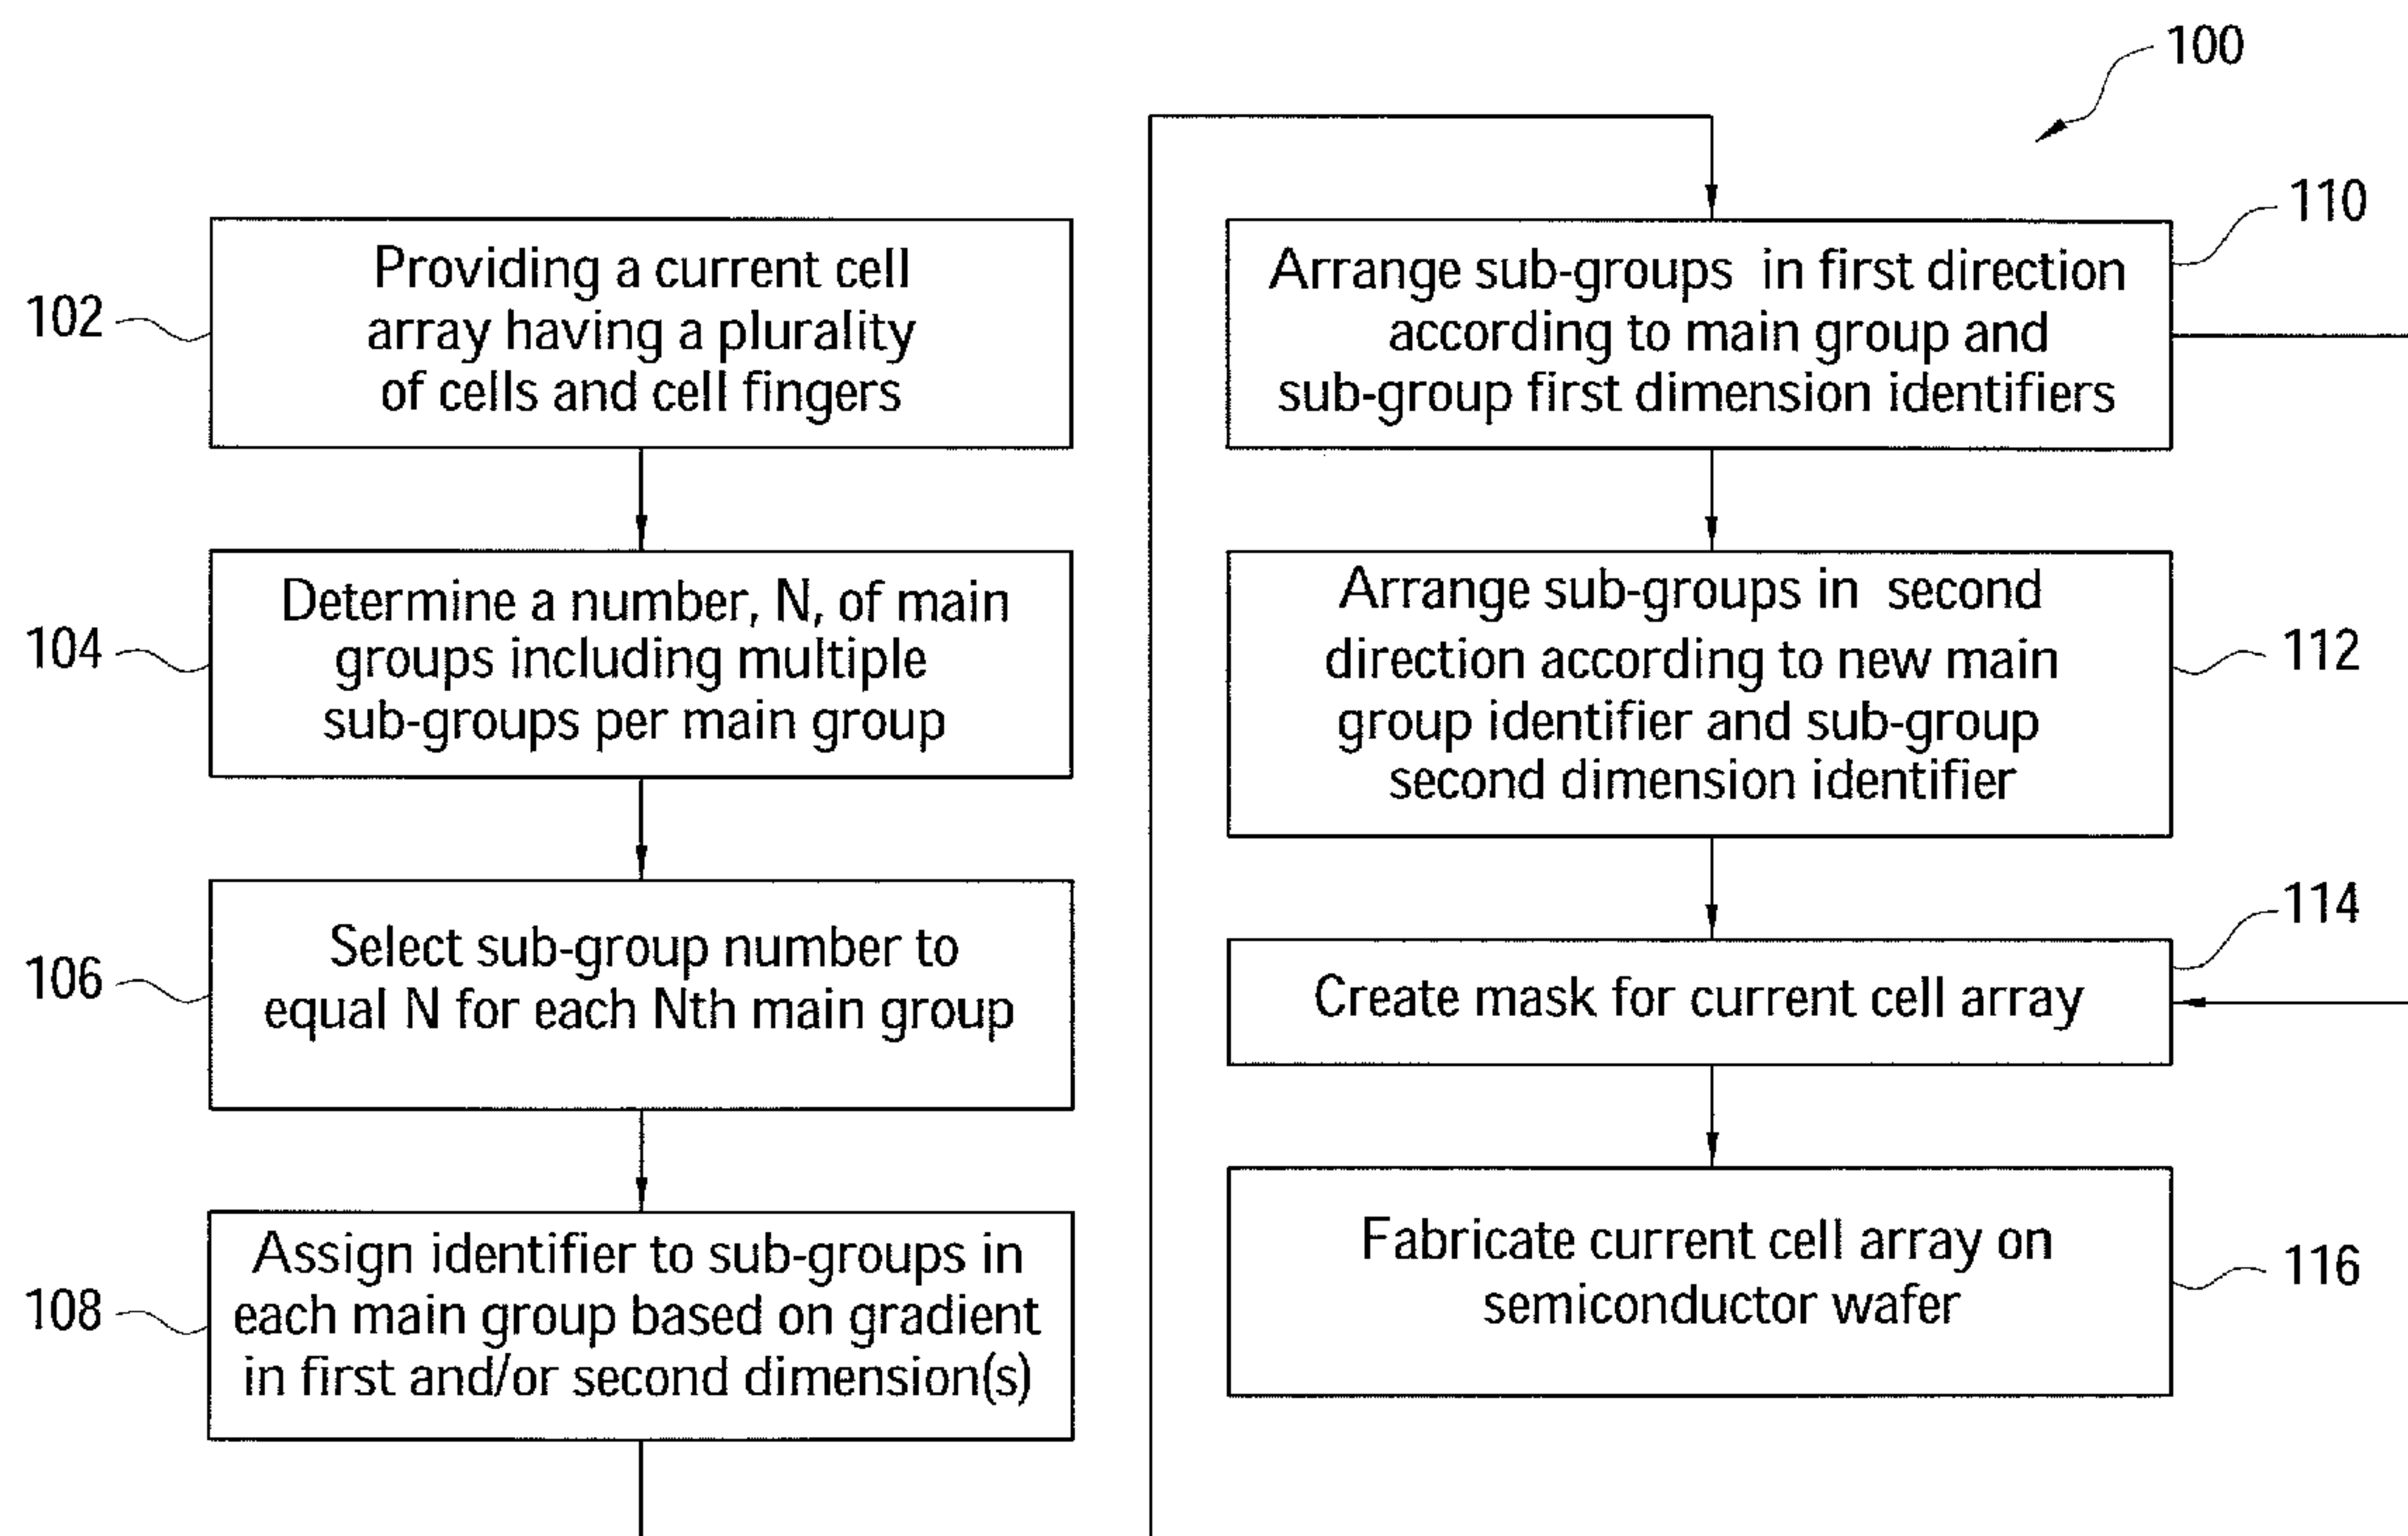 100
102
Providing a current cell
array having a plurality
of cells and cell fingers
104
Determine a number, N, of main
groups including multiple
sub-groups per main group
106
Select sub-group number to
equal N for each Nth main group
108
Assign identifier to sub-groups in
each main group based on gradient
in first and/or second dimension(s)
110
Arrange sub-groups in first direction
according to main group and
sub-group first dimension identifiers
112
Arrange sub-groups in second
direction according to new main
group identifier and sub-group
second dimension identifier
114
Create mask for current cell array
116
Fabricate current cell array on
semiconductor wafer